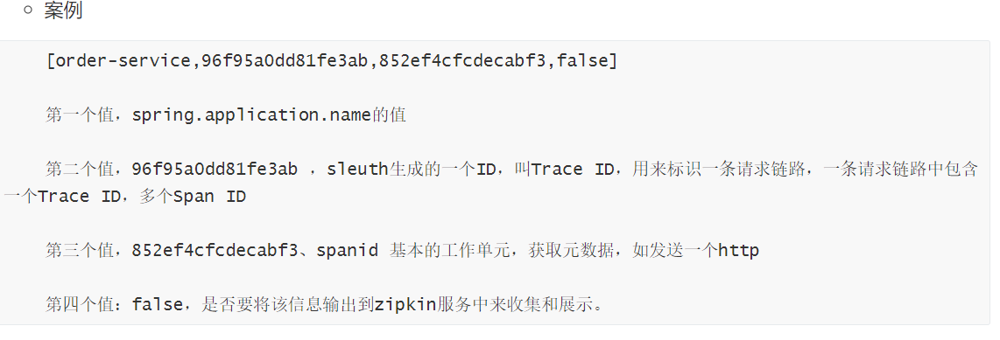 案例
[order-service,96f95a0dd81fe3ab,852ef4cfcdecabf3,false]
第一个值，spring.application.name的值
第二个值，96f95a0dd81fe3ab ，sleuth生成的一个ID，叫Trace ID，用来标识一条请求链路，一条请求链路中包含
一个Trace ID，多个Span ID
第三个值，852ef4cfcdecabf3、spanid 基本的工作单元，获取元数据，如发送一个http
第四个值：false，是否要将该信息输出到zipkin服务中来收集和展示。